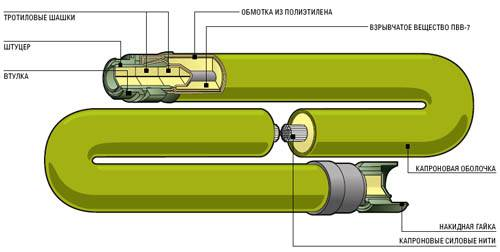 ТРОТИЛОВЫЕ ШАШКИ
ШТУЦЕР
ВТУЛКА
ОБМОТКА ИЗ ПОЛИЭТИЛЕНА
ВЗРЫВЧАТОЕ ВЕЩЕСТВО ПВВ-7
КАПРОНОВАЯ ОБОЛОЧКА
НАКИДНАЯ ГАЙКА
КАПРОНОВЫЕ СИЛОВЫЕ НИТИ